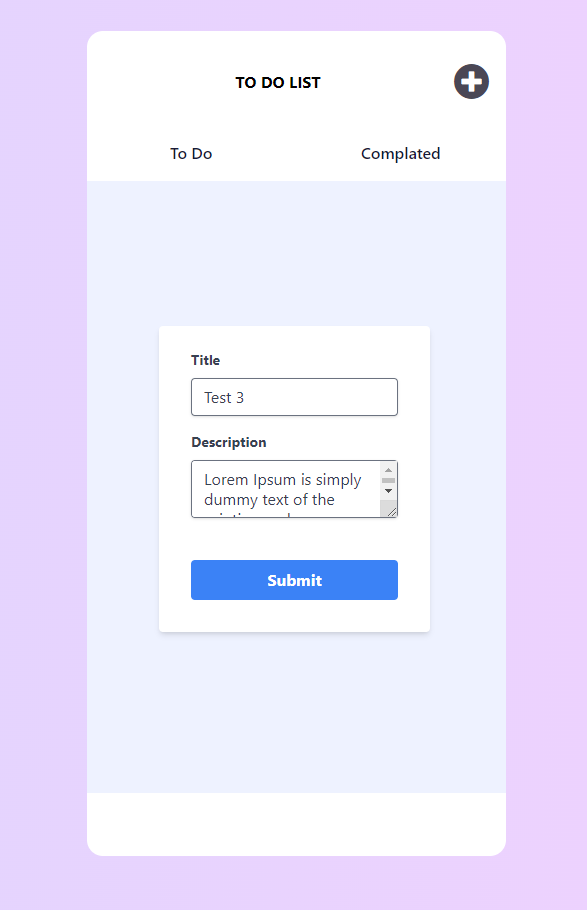 TO DO LIST
To Do
Complated
Title
Test 3
Description
Lorem Ipsum is simply
dummy text of the
Submit